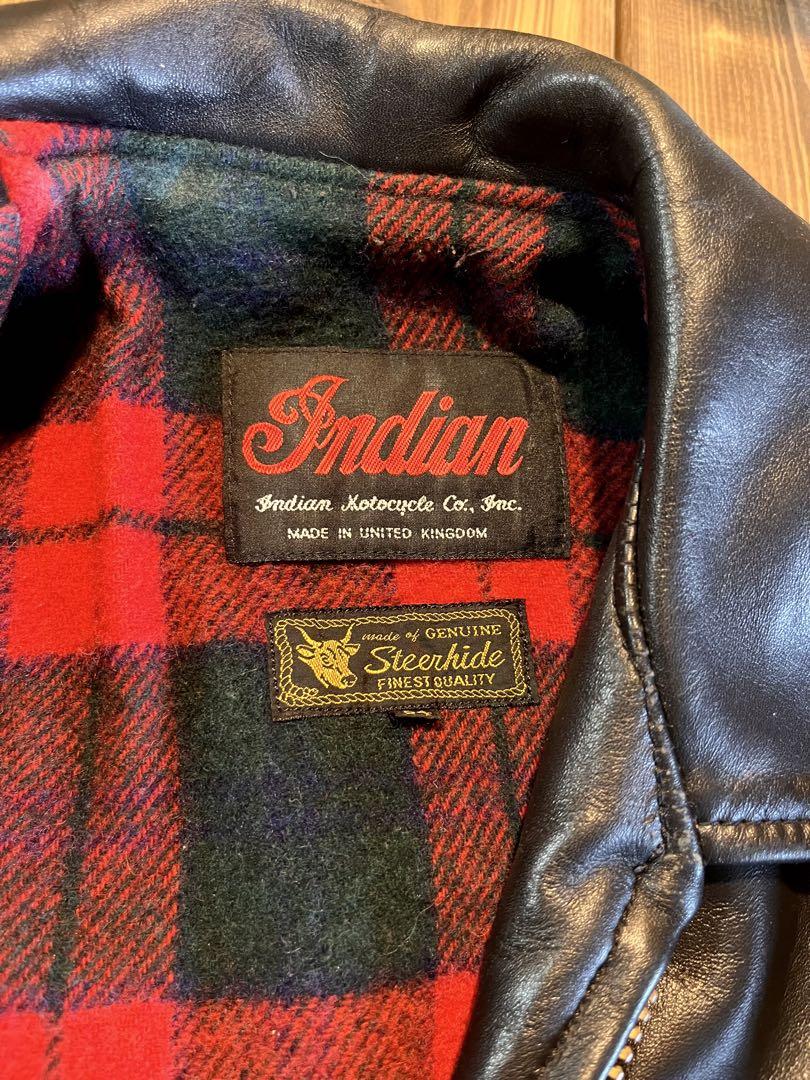 Indian
Indian Motocycle Co., Inc.
MADE IN UNITED KINGDOM
made of GENUINE
Steerhide
FINEST QUALITY